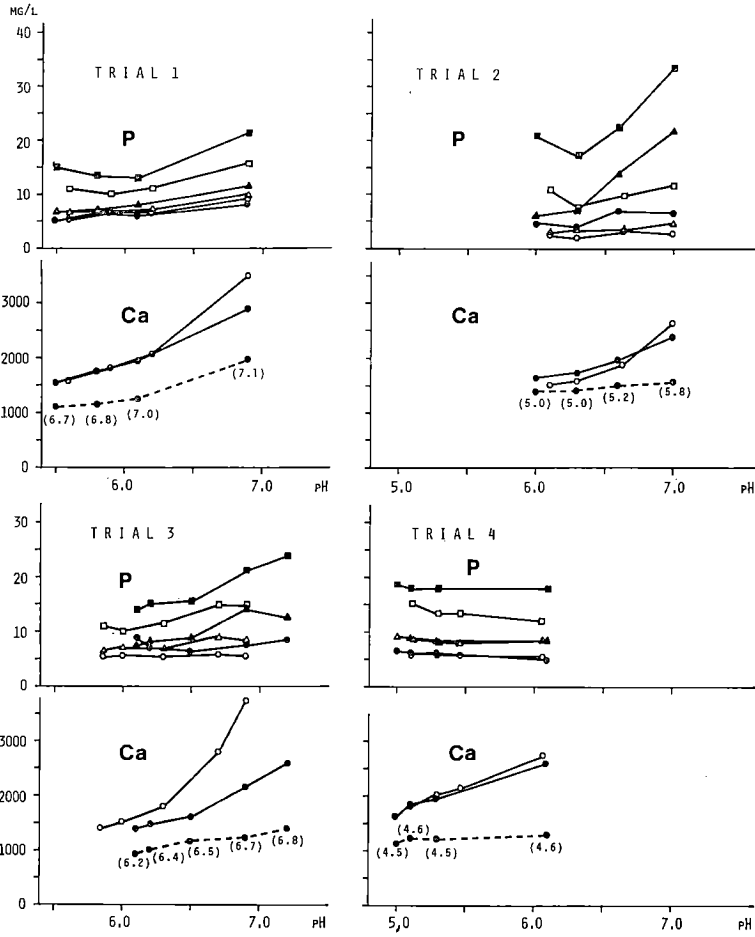 MG/L
40
TRIAL 1
TRIAL 2
30
20
P
P
10
0
3000
Ca
Ca
2000
(7.1)
1000
(6.7) (6.8) (7.0)
(5.0) (5.0) (5.2) (5.8)
0
6.0 7.0 pH
5.0 6.0 7.0 pH
30
TRIAL 3
TRIAL 4
20
P
P
10
0
3000
Ca
Ca
2000
1000
(6.2) (6.4) (6.5) (6.7) (6.8)
(4.6)
(4.5) (4.5) (4.6)
0
6.0 7.0 pH
5.0 6.0 7.0 pH